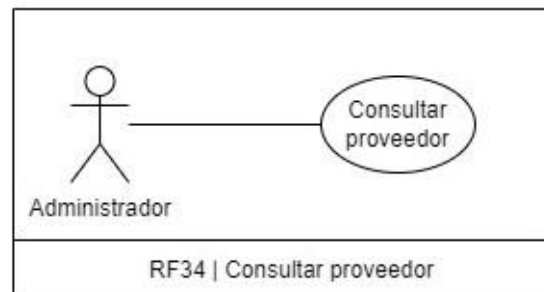 Consultar
proveedor
Administrador
RF34 | Consultar proveedor